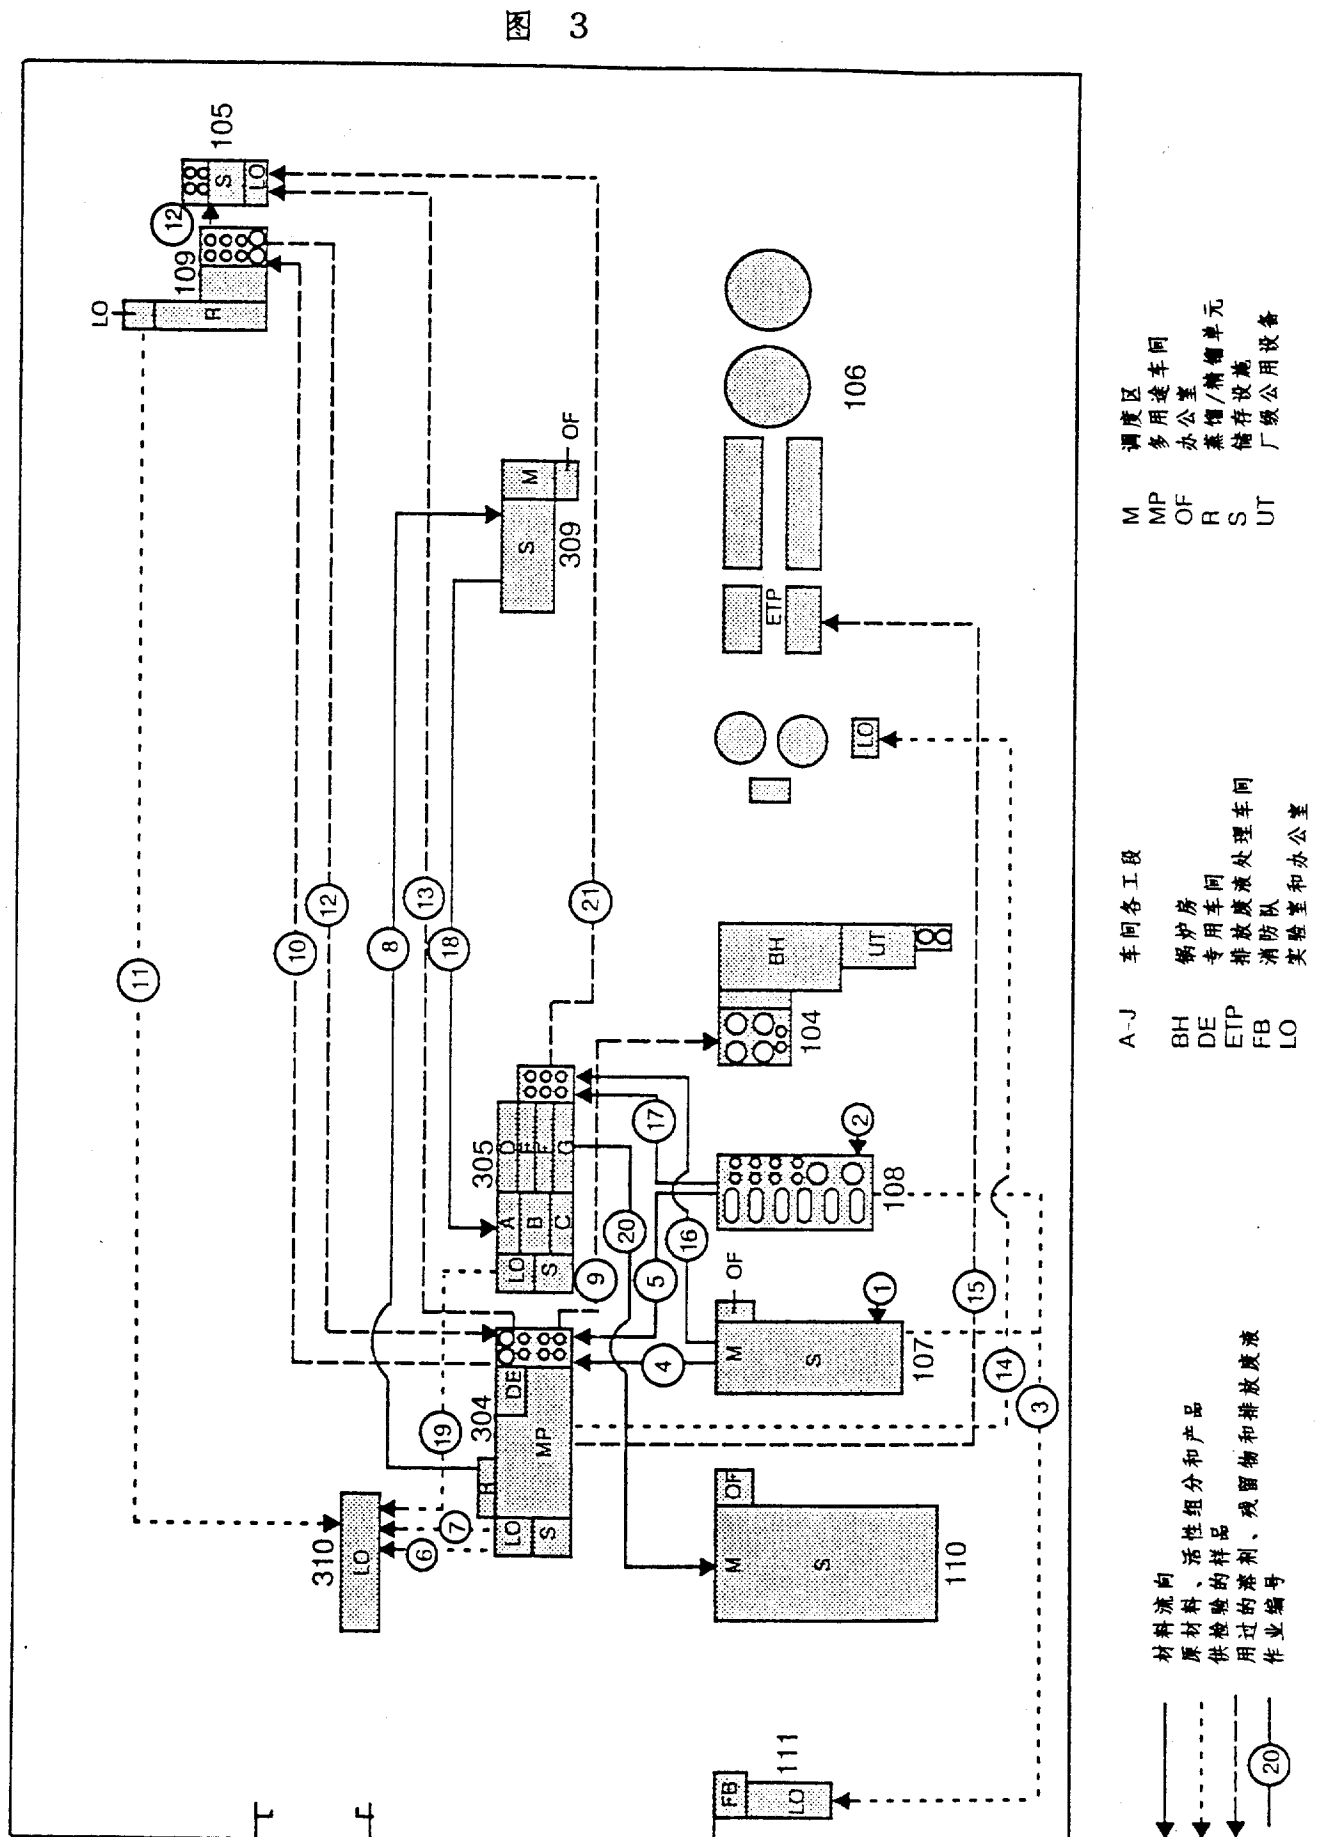 图 3
105
S
LO
12
109
R
LO
11
10
12
8
13
18
21
M
OF
S
309
106
ETP
LO
BH
UT
104
305
D
E
F
G
A
B
C
LO
S
17
2
108
16
20
5
9
OF
1
M
S
107
4
304
DE
MP
R
LO
S
19
7
6
310
LO
15
14
3
OF
M
S
110
FB
LO
111
材料流向
原材料、活性组分和产品
供检验的样品
用过的溶剂、残留物和排放废液
20 作业编号
A-J 车间各工段
BH 锅炉房
DE 专用车间
ETP 排放废液处理车间
FB 消防队
LO 实验室和办公室
M 调度区
MP 多用途车间
OF 办公室
R 蒸馏/精馏单元
S 储存设施
UT 厂级公用设备